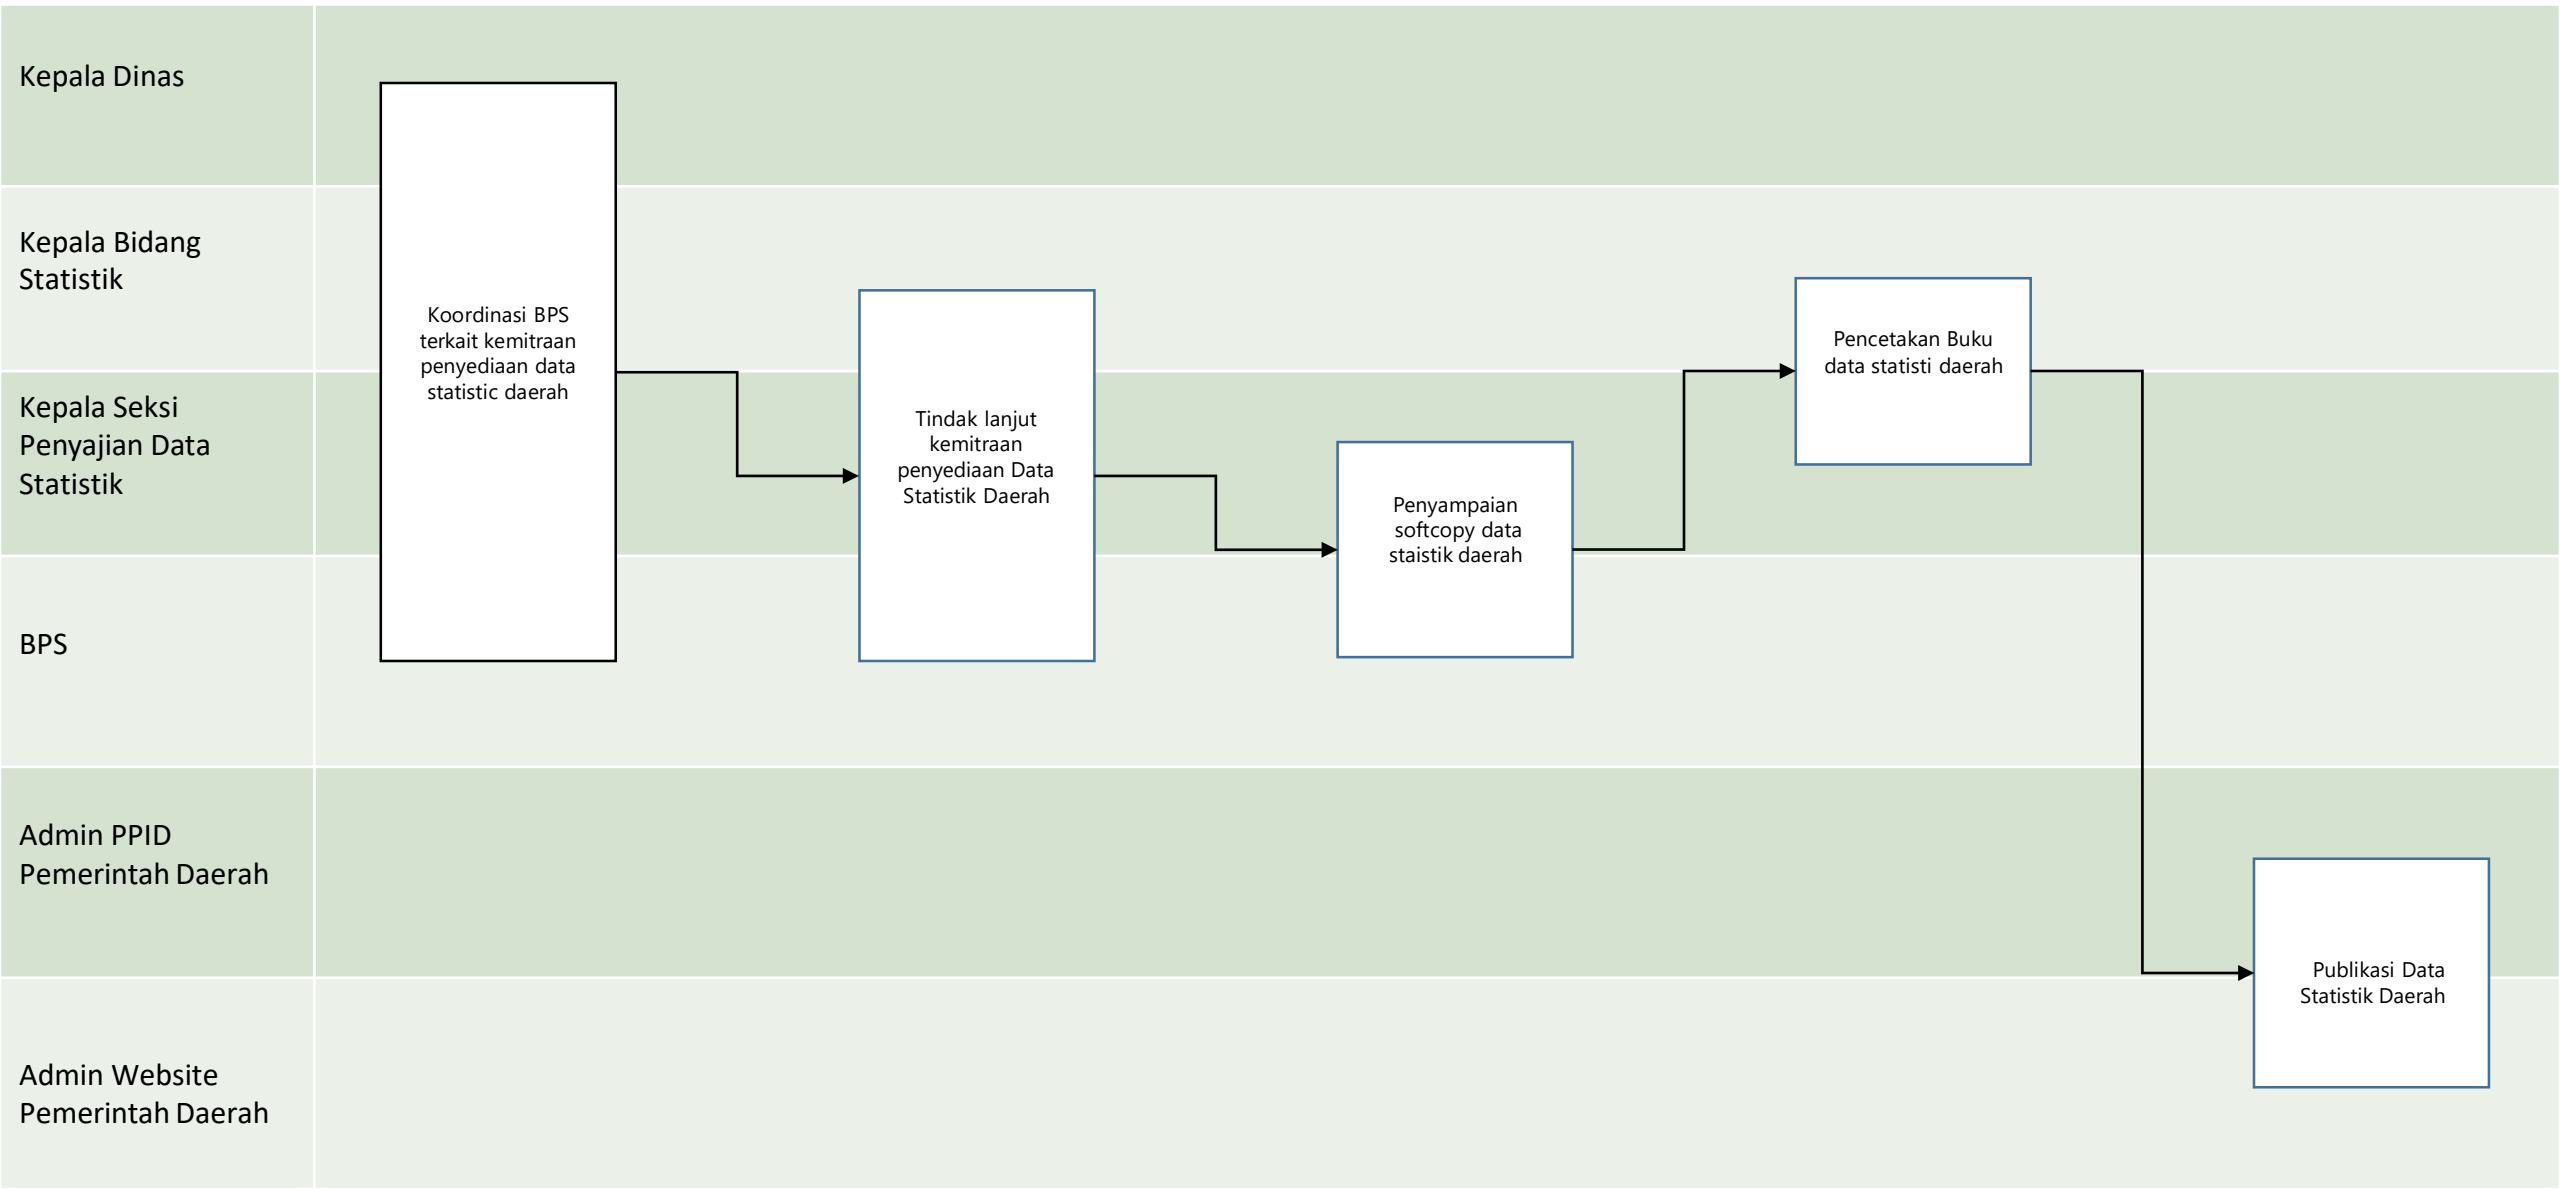 Kepala Dinas
Kepala Bidang
Statistik
Kepala Seksi
Penyajian Data
Statistik
BPS
Admin PPID
Pemerintah Daerah
Admin Website
Pemerintah Daerah
Koordinasi BPS
terkait kemitraan
penyediaan data
statistic daerah
Tindak lanjut
kemitraan
penyediaan Data
Statistik Daerah
Penyampaian
softcopy data
staistik daerah
Pencetakan Buku
data statisti daerah
Publikasi Data
Statistik Daerah